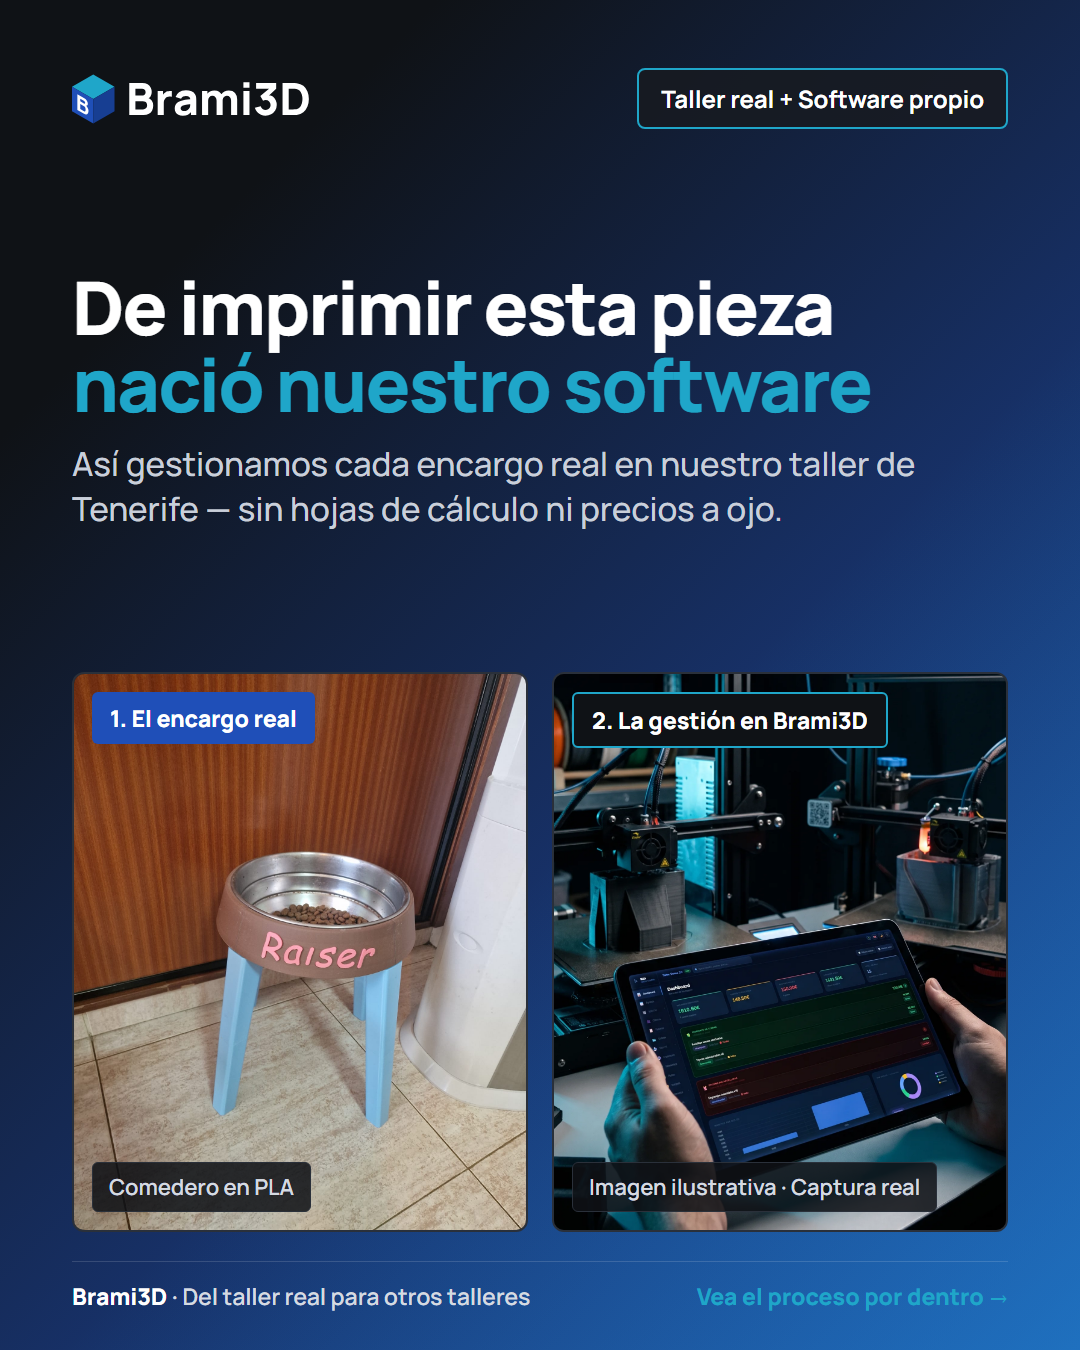 B
Brami3D
Taller real + Software propio
De imprimir esta pieza
nació nuestro software
Así gestionamos cada encargo real en nuestro taller de
Tenerife — sin hojas de cálculo ni precios a ojo.
1. El encargo real
Raiser
Comedero en PLA
2. La gestión en Brami3D
Dashboard
Imagen ilustrativa · Captura real
Brami3D · Del taller real para otros talleres
Vea el proceso por dentro →